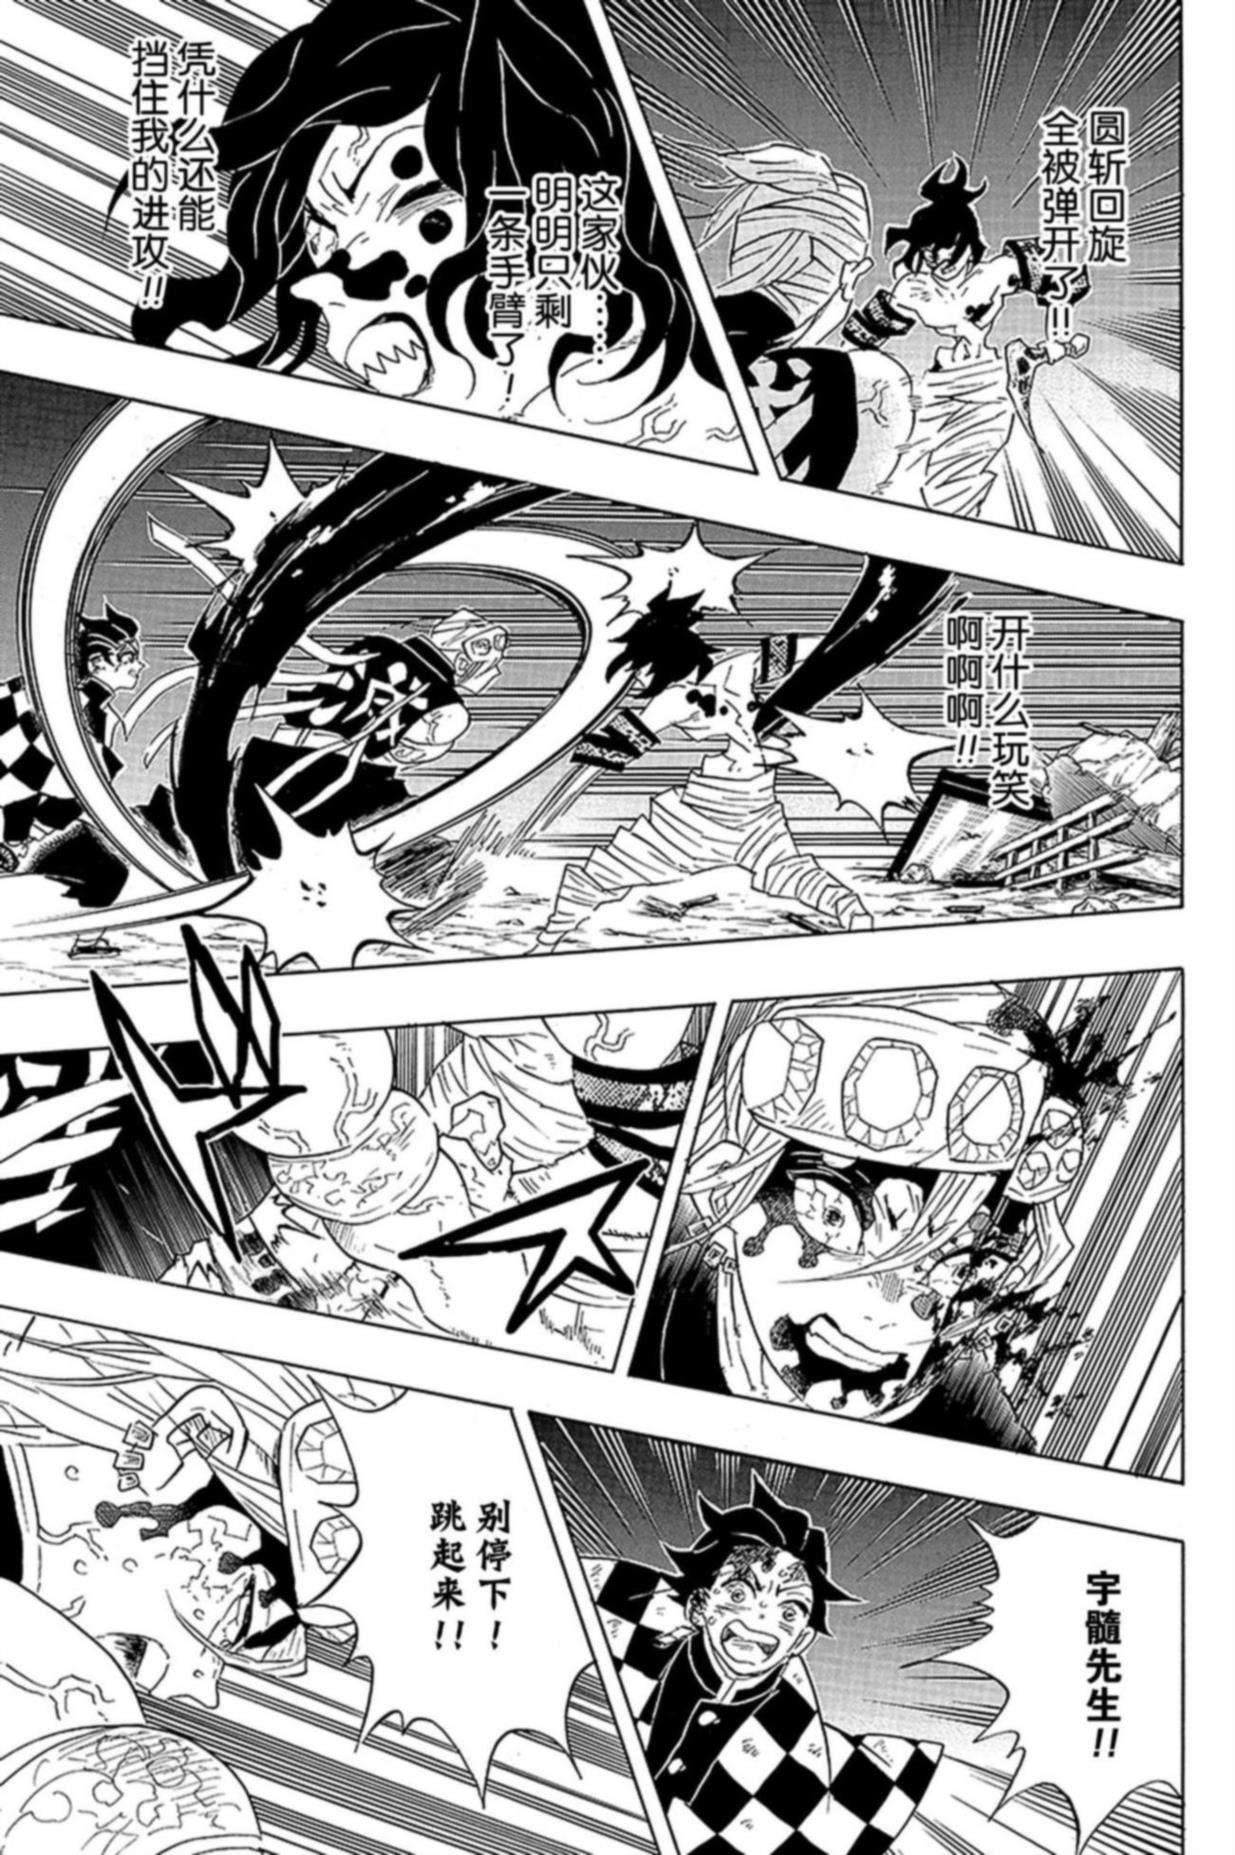 圆斩回旋
全被弹开了!!
这家伙……
明明只剩
一条手臂了!
凭什么还能
挡住我的进攻!!
开什么玩笑
啊啊啊!!
宇髓先生!!
别停下!
跳起来!!